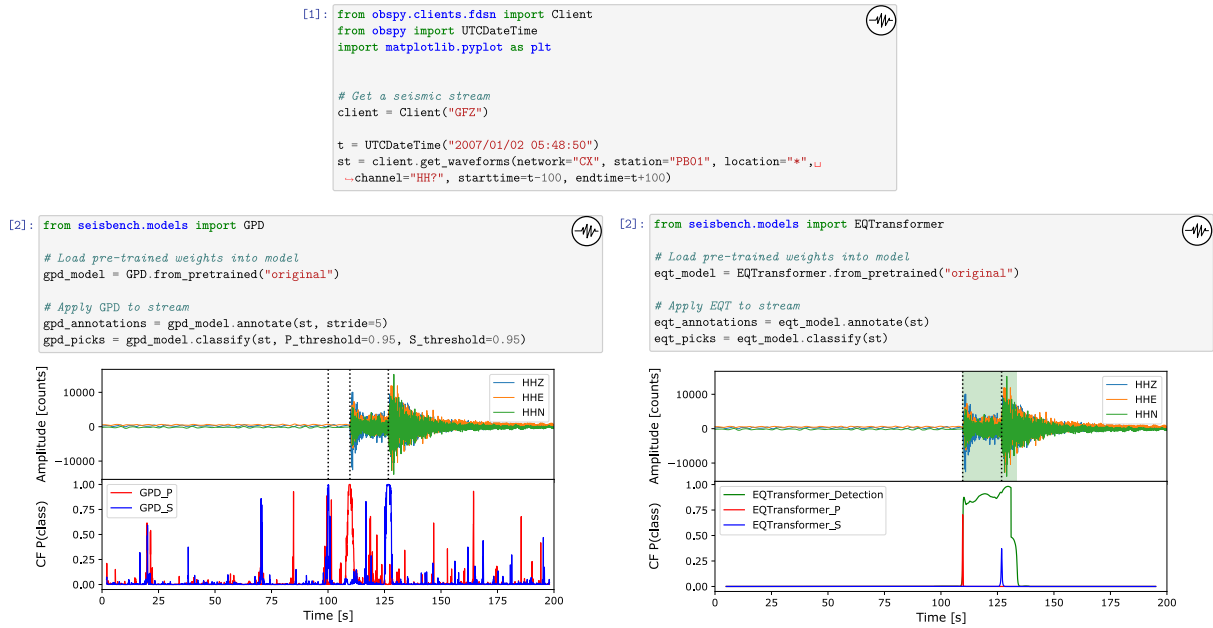 [1]: from obspy.clients.fdsn import Client
from obspy import UTCDateTime
import matplotlib.pyplot as plt
# Get a seismic stream
client = Client("GFZ")
t = UTCDateTime("2007/01/02 05:48:50")
st = client.get_waveforms(network="CX", station="PB01", location="*",␣
↪channel="HH?", starttime=t-100, endtime=t+100)
[2]: from seisbench.models import GPD
# Load pre-trained weights into model
gpd_model = GPD.from_pretrained("original")
# Apply GPD to stream
gpd_annotations = gpd_model.annotate(st, stride=5)
gpd_picks = gpd_model.classify(st, P_threshold=0.95, S_threshold=0.95)
Amplitude [counts]
10000
0
−10000
HHZ
HHE
HHN
CF P(class)
1.00
0.75
0.50
0.25
0.00
GPD_P
GPD_S
0 25 50 75 100 125 150 175 200
Time [s]
[2]: from seisbench.models import EQTransformer
# Load pre-trained weights into model
eqt_model = EQTransformer.from_pretrained("original")
# Apply EQT to stream
eqt_annotations = eqt_model.annotate(st)
eqt_picks = eqt_model.classify(st)
Amplitude [counts]
10000
0
−10000
HHZ
HHE
HHN
CF P(class)
1.00
0.75
0.50
0.25
0.00
EQTransformer_Detection
EQTransformer_P
EQTransformer_S
0 25 50 75 100 125 150 175 200
Time [s]